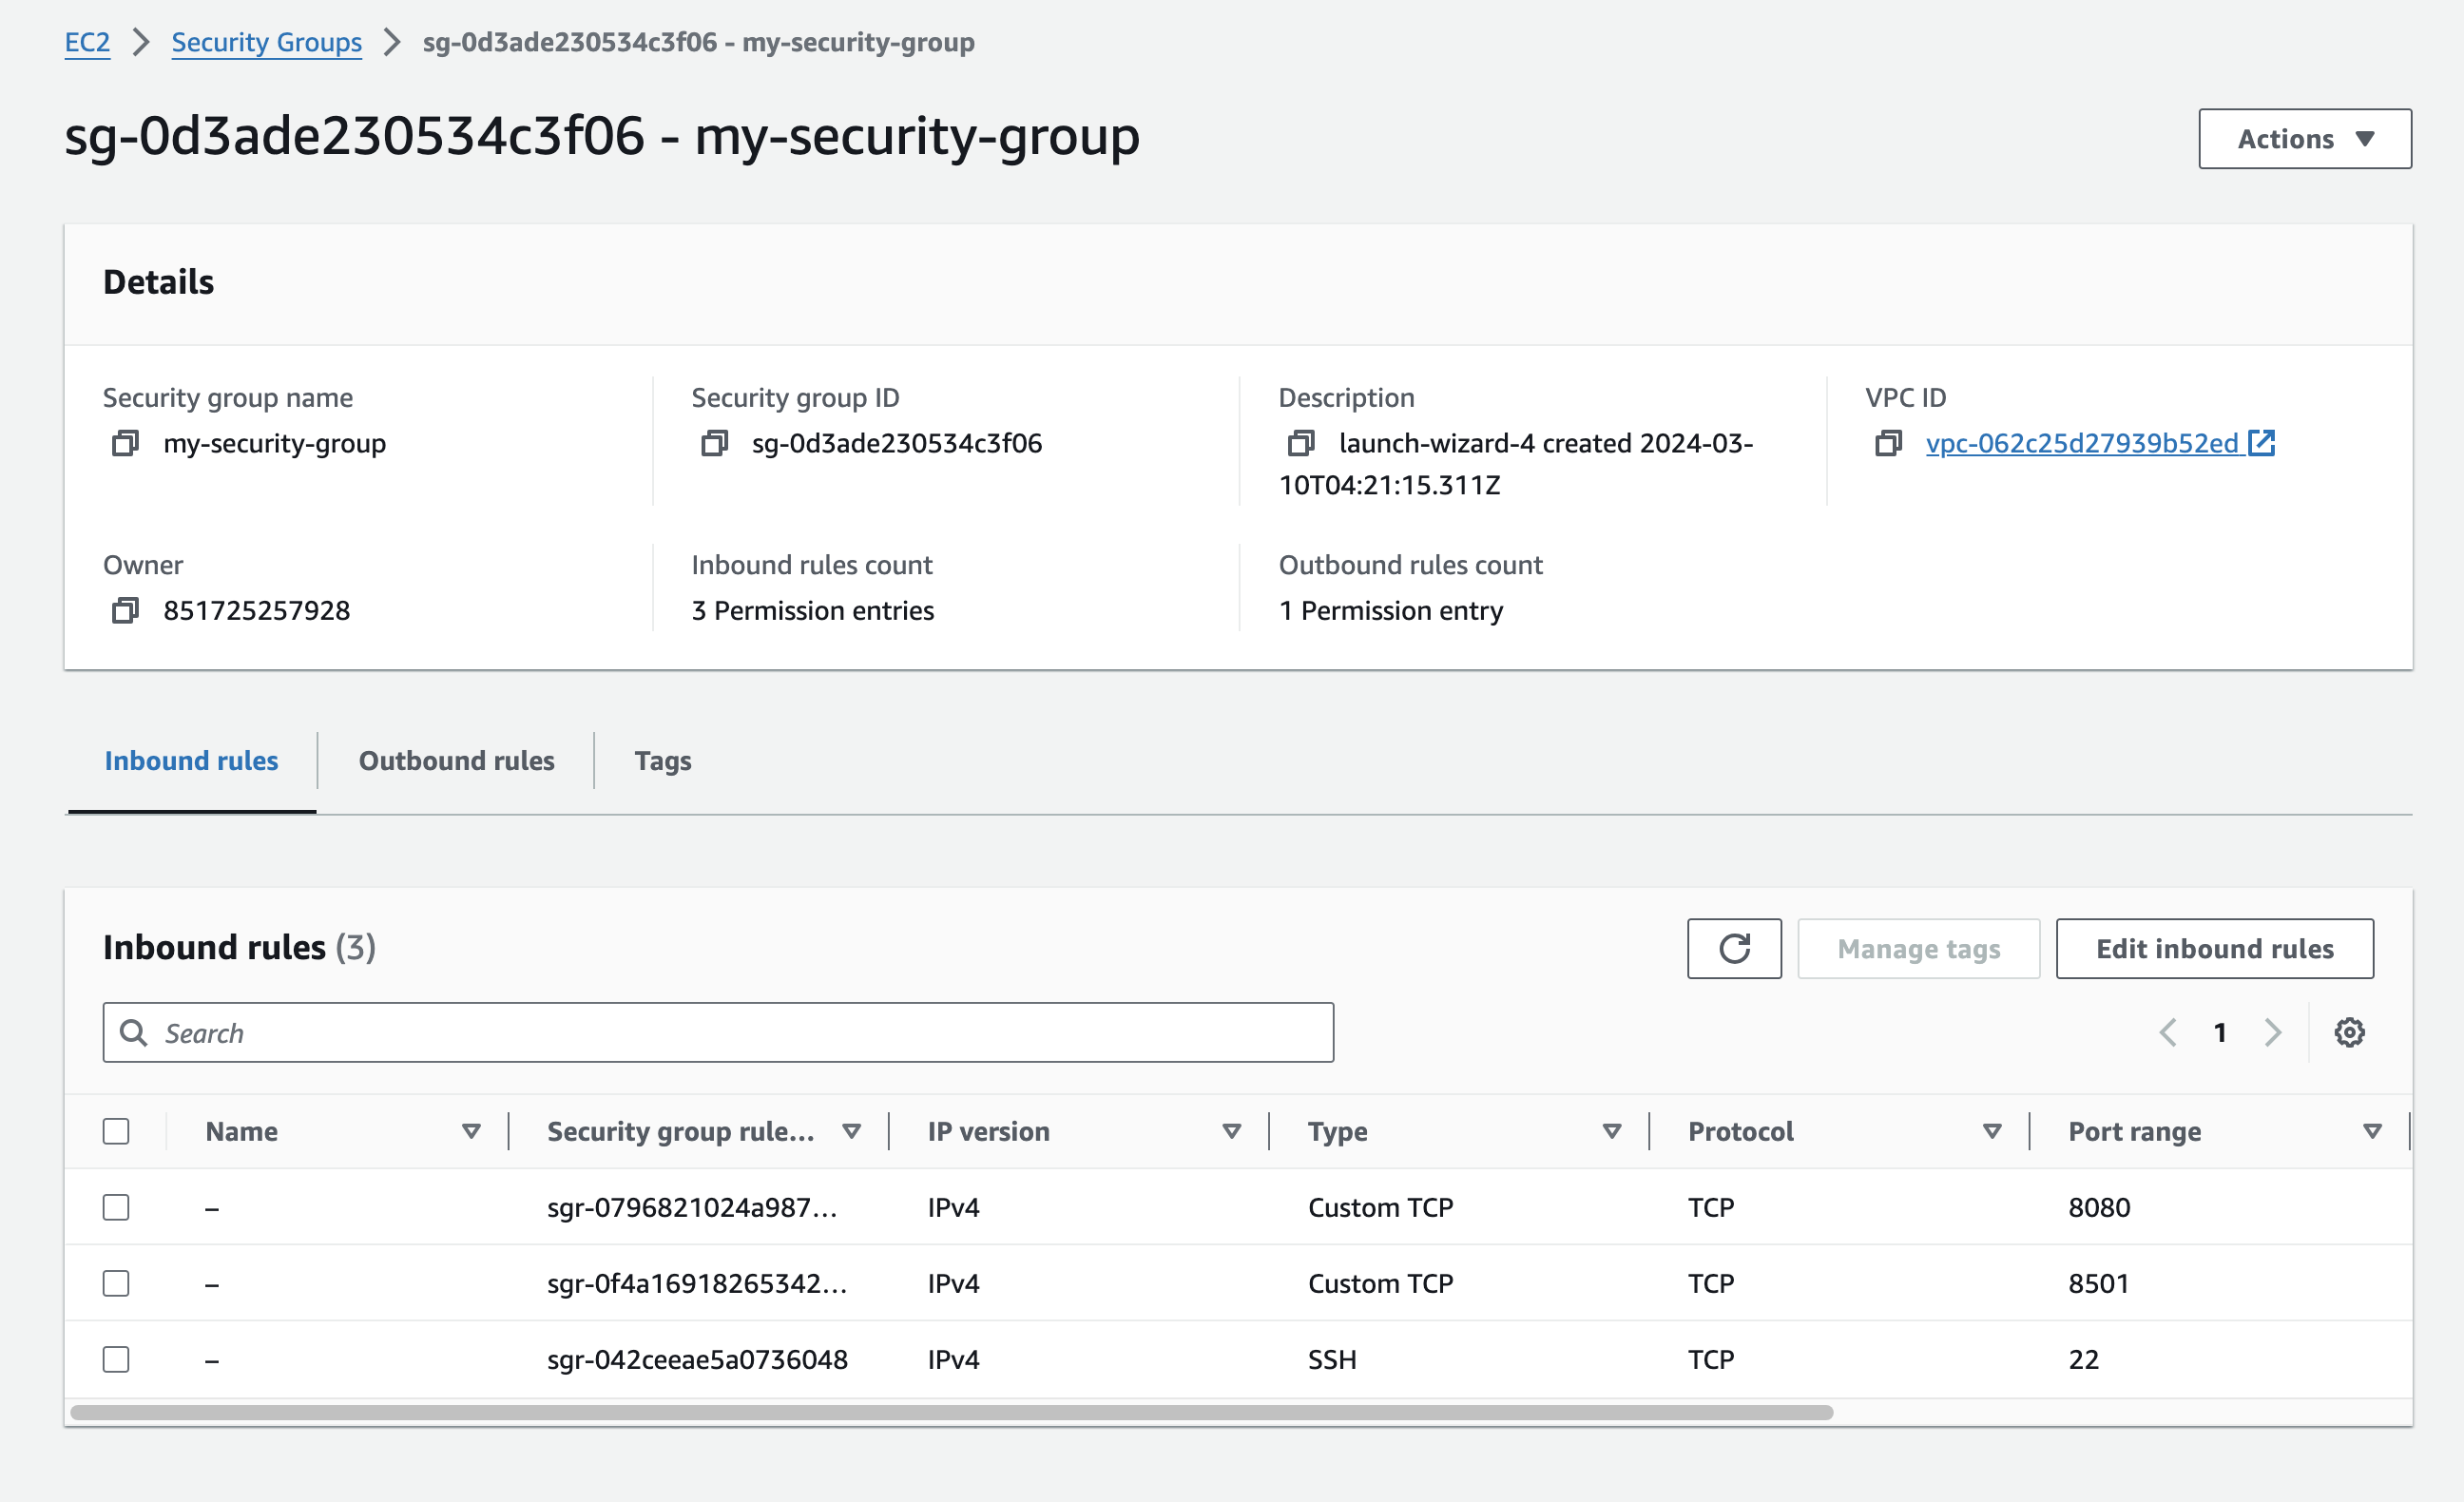 EC2 > Security Groups > sg-0d3ade230534c3f06 - my-security-group
sg-0d3ade230534c3f06 - my-security-group
Actions
Details
Security group name
my-security-group
Security group ID
sg-0d3ade230534c3f06
Description
launch-wizard-4 created 2024-03-
10T04:21:15.311Z
VPC ID
vpc-062c25d27939b52ed
Owner
851725257928
Inbound rules count
3 Permission entries
Outbound rules count
1 Permission entry
Inbound rules Outbound rules Tags
Inbound rules (3)
Manage tags Edit inbound rules
Search
1
Name Security group rule... IP version Type Protocol Port range
– sgr-0796821024a987... IPv4 Custom TCP TCP 8080
– sgr-0f4a16918265342... IPv4 Custom TCP TCP 8501
– sgr-042ceeae5a0736048 IPv4 SSH TCP 22